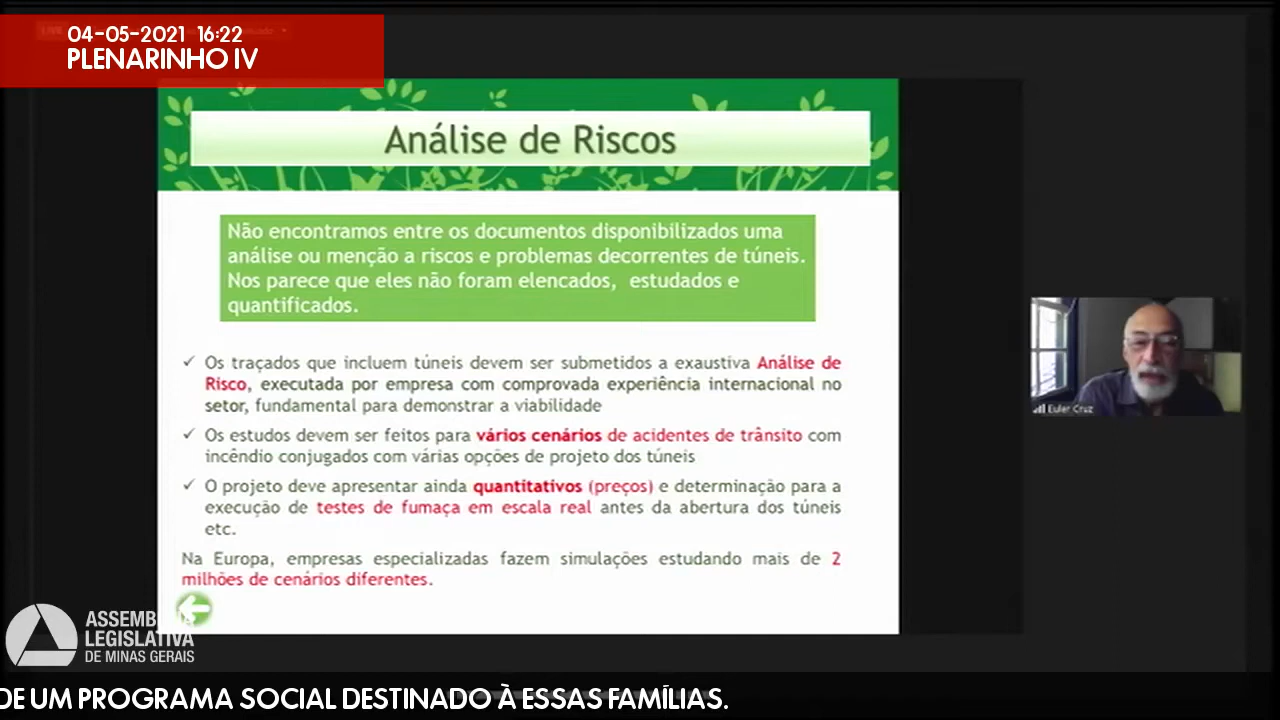 04-05-2021 16:22
PLENARINHO IV
Análise de Riscos
Não encontramos entre os documentos disponibilizados uma
análise ou menção a riscos e problemas decorrentes de túneis.
Nos parece que eles não foram elencados, estudados e
quantificados.
✓ Os traçados que incluem túneis devem ser submetidos a exaustiva Análise de
Risco, executada por empresa com comprovada experiência internacional no
setor, fundamental para demonstrar a viabilidade
✓ Os estudos devem ser feitos para vários cenários de acidentes de trânsito com
incêndio conjugados com várias opções de projeto dos túneis
✓ O projeto deve apresentar ainda quantitativos (preços) e determinação para a
execução de testes de fumaça em escala real antes da abertura dos túneis
etc.
Na Europa, empresas especializadas fazem simulações estudando mais de 2
milhões de cenários diferentes.
Euler Cruz
ASSEMBLEIA
LEGISLATIVA
DE MINAS GERAIS
DE UM PROGRAMA SOCIAL DESTINADO À ESSAS FAMÍLIAS.